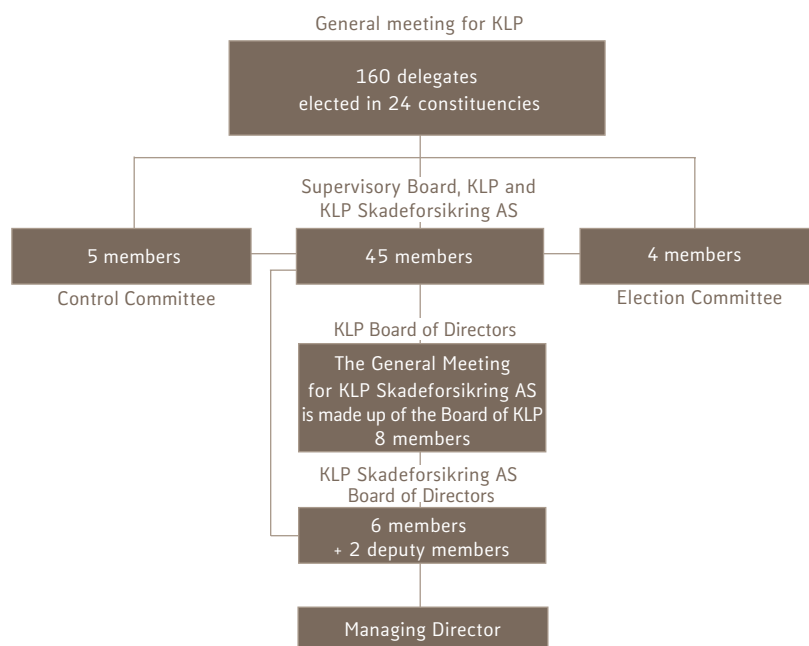 General meeting for KLP
160 delegates
elected in 24 constituencies
Supervisory Board, KLP and
KLP Skadeforsikring AS
5 members
45 members
4 members
Control Committee
Election Committee
KLP Board of Directors
The General Meeting
for KLP Skadeforsikring AS
is made up of the Board of KLP
8 members
KLP Skadeforsikring AS
Board of Directors
6 members
+ 2 deputy members
Managing Director